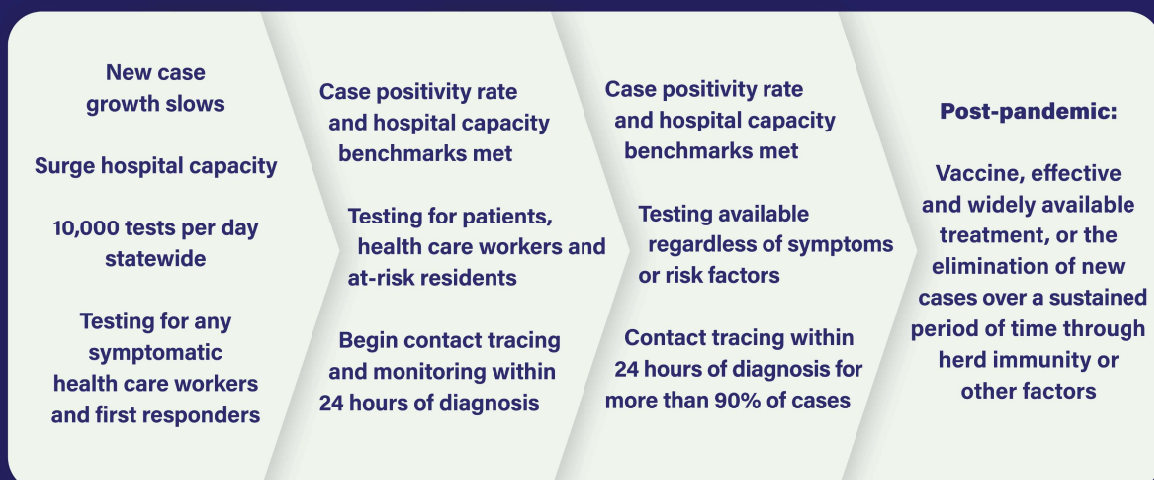 New case
growth slows
Surge hospital capacity
10,000 tests per day
statewide
Testing for any
symptomatic
health care workers
and first responders
Case positivity rate
and hospital capacity
benchmarks met
Testing for patients,
health care workers and
at-risk residents
Begin contact tracing
and monitoring within
24 hours of diagnosis
Case positivity rate
and hospital capacity
benchmarks met
Testing available
regardless of symptoms
or risk factors
Contact tracing within
24 hours of diagnosis for
more than 90% of cases
Post-pandemic:
Vaccine, effective
and widely available
treatment, or the
elimination of new
cases over a sustained
period of time through
herd immunity or
other factors